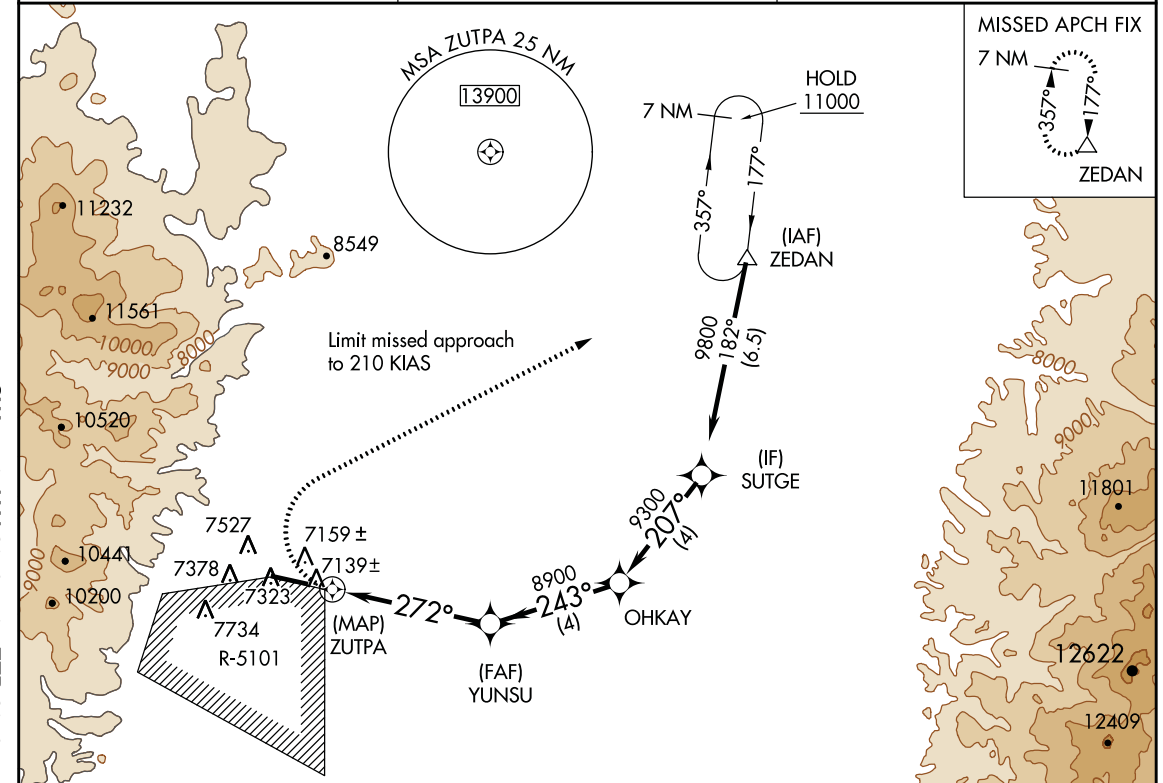 MISSED APCH FIX
7 NM
357°
177°
ZEDAN
MSA ZUTPA 25 NM
13900
HOLD
11000
7 NM
357°
177°
(IAF)
ZEDAN
11232
8549
11561
10000
9000
8000
Limit missed approach
to 210 KIAS
9800
182°
(6.5)
8000
9000
10520
(IF)
SUTGE
11801
9300
207°
(4)
7527
7159 ±
7139±
10441
7378
7323
9000
10200
7734
R-5101
(MAP)
ZUTPA
272°
8900
243°
(4)
OHKAY
(FAF)
YUNSU
12622
12409